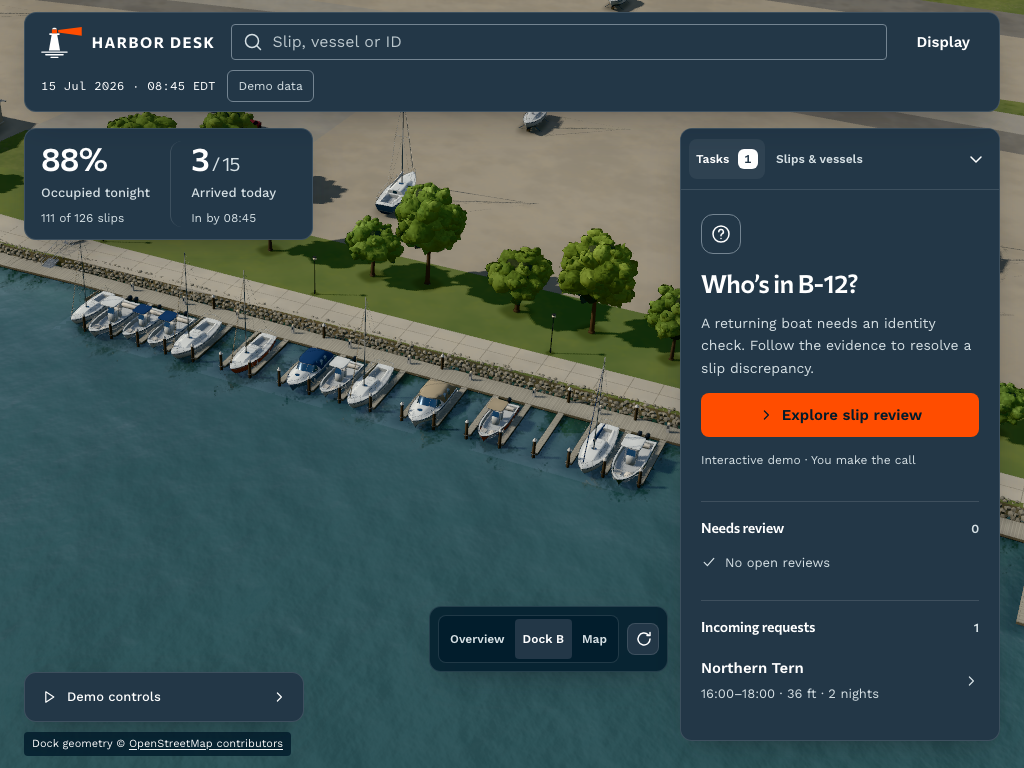 HARBOR DESK
Slip, vessel or ID
Display
15 Jul 2026 · 08:45 EDT
Demo data
88%
Occupied tonight
111 of 126 slips
3/15
Arrived today
In by 08:45
Tasks 1
Slips & vessels
Who's in B-12?
A returning boat needs an identity
check. Follow the evidence to resolve a
slip discrepancy.
Explore slip review
Interactive demo · You make the call
Needs review 0
No open reviews
Incoming requests 1
Northern Tern
16:00–18:00 · 36 ft · 2 nights
Overview
Dock B
Map
Demo controls
Dock geometry © OpenStreetMap contributors